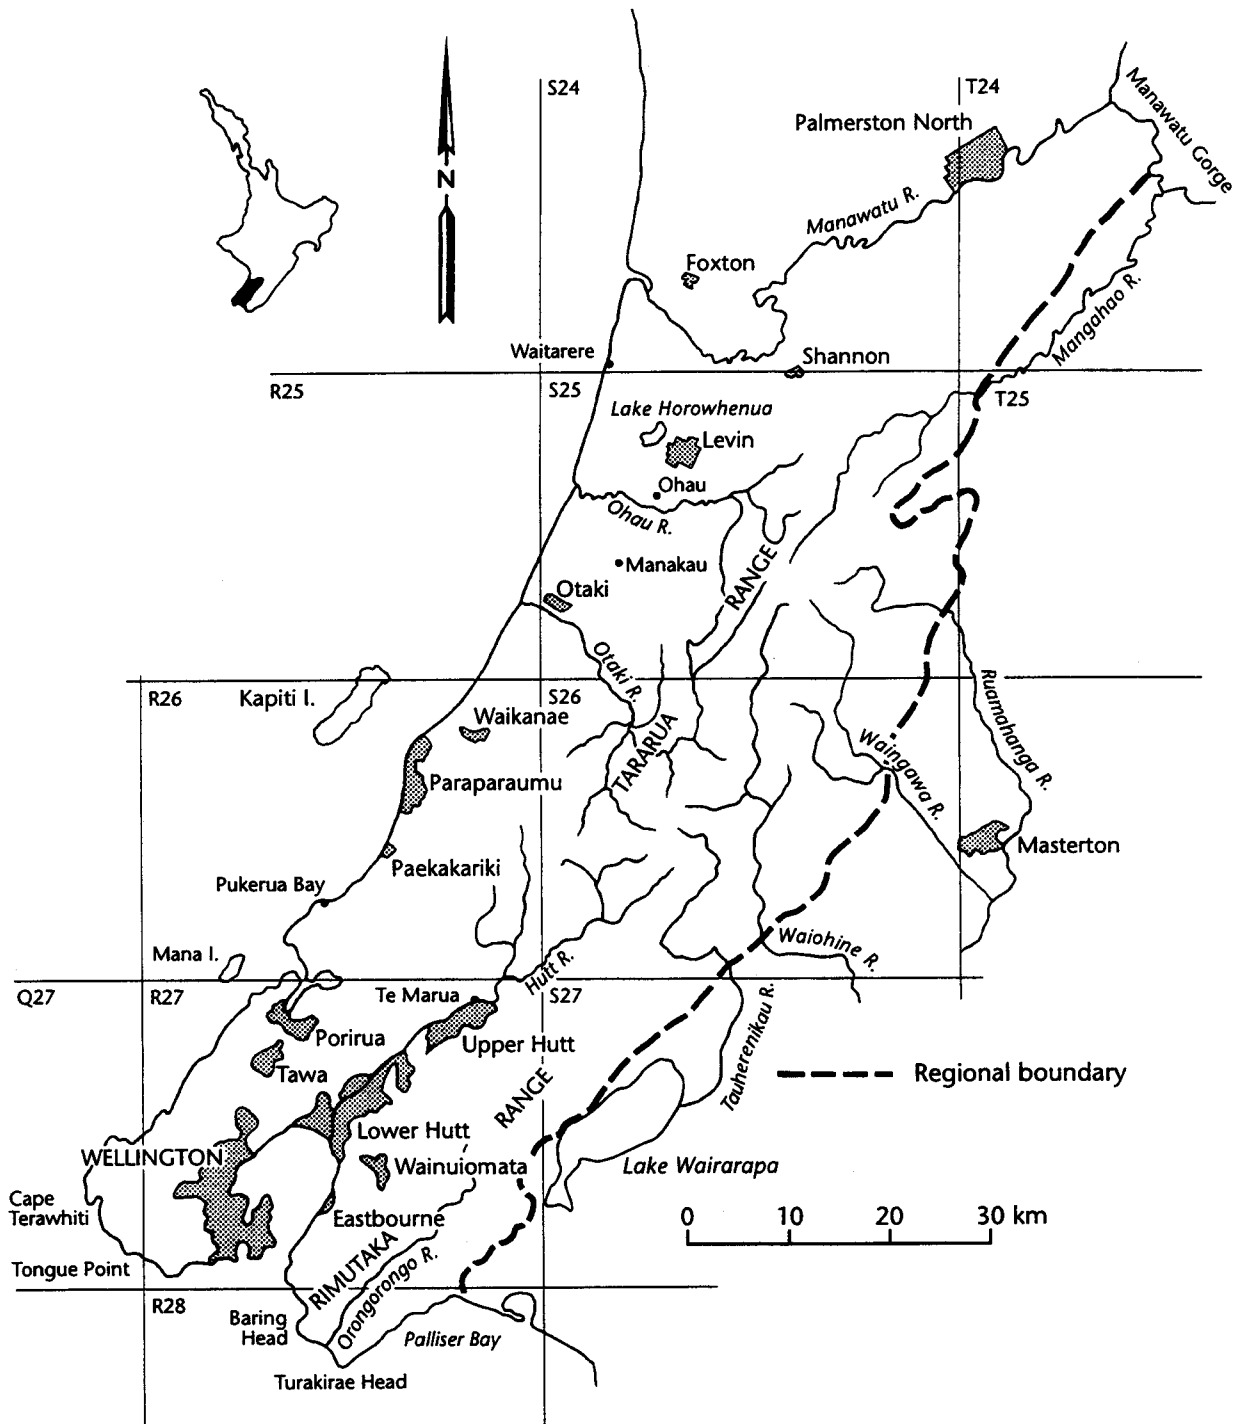 S24
T24
Manawatu Gorge
Palmerston North
N
Manawatu R.
Foxton
Mangahao R.
Waitarere
Shannon
R25
S25
T25
Lake Horowhenua
Levin
Ohau
Ohau R.
Manakau
RANGE
Otaki
Otaki R.
R26
Kapiti I.
S26
Ruamahanga R.
Waikanae
TARARUA
Waingawa R.
Paraparaumu
Masterton
Paekakariki
Pukerua Bay
Waiohine R.
Mana I.
Hutt R.
Q27
R27
Te Marua
S27
Porirua
Upper Hutt
Tauherenikau R.
Tawa
Regional boundary
RANGE
Lower Hutt
WELLINGTON
Wainuiomata
Lake Wairarapa
Cape
Terawhiti
Eastbourne
0 10 20 30 km
RIMUTAKA
Orongorongo R.
Tongue Point
R28
Baring
Head
Palliser Bay
Turakirae Head